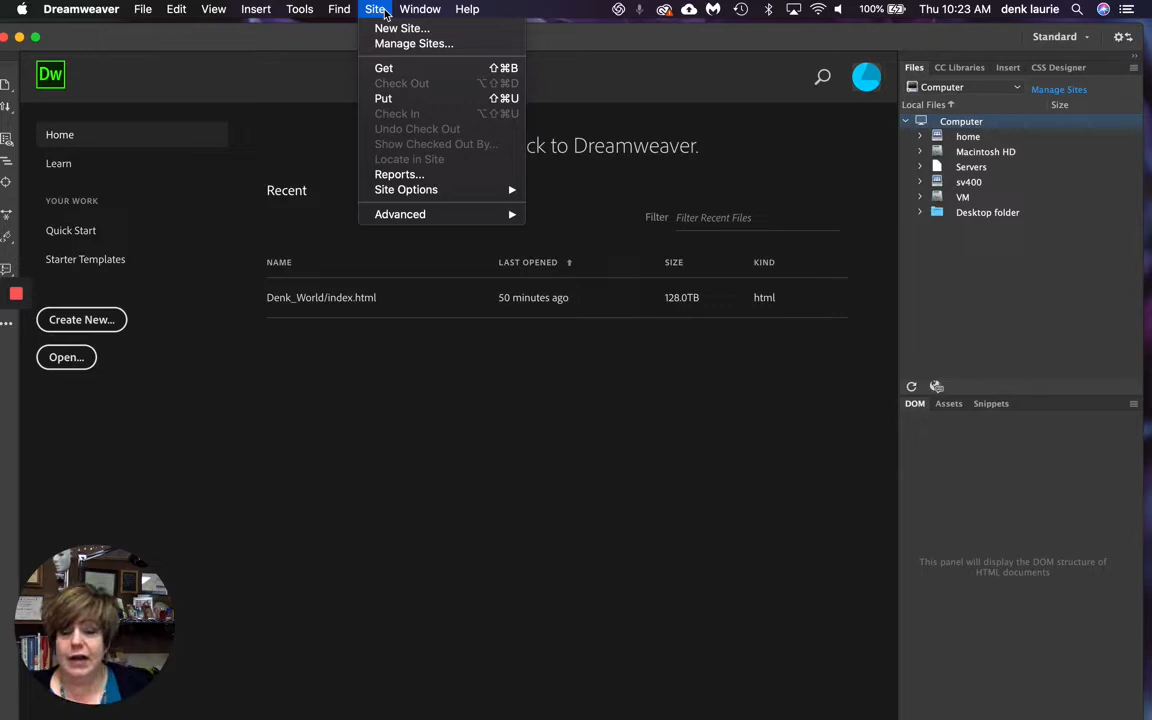 Dreamweaver File Edit View Insert Tools Find Site Window Help 100% Thu 10:23 AM denk laurie
New Site...
Manage Sites...
Get ⇧⌘B
Check Out ⌥⇧⌘D
Put ⇧⌘U
Check In ⌥⇧⌘U
Undo Check Out
Show Checked Out By...
Locate in Site
Reports...
Site Options
Advanced
Standard
Dw
Home
Learn
YOUR WORK
Quick Start
Starter Templates
Create New...
Open...
ck to Dreamweaver.
Recent
Filter Filter Recent Files
NAME LAST OPENED SIZE KIND
Denk_World/index.html 50 minutes ago 128.0TB html
Files CC Libraries Insert CSS Designer
Computer Manage Sites
Local Files Size
Computer
home
Macintosh HD
Servers
sv400
VM
Desktop folder
DOM Assets Snippets
This panel will display the DOM structure of
HTML documents